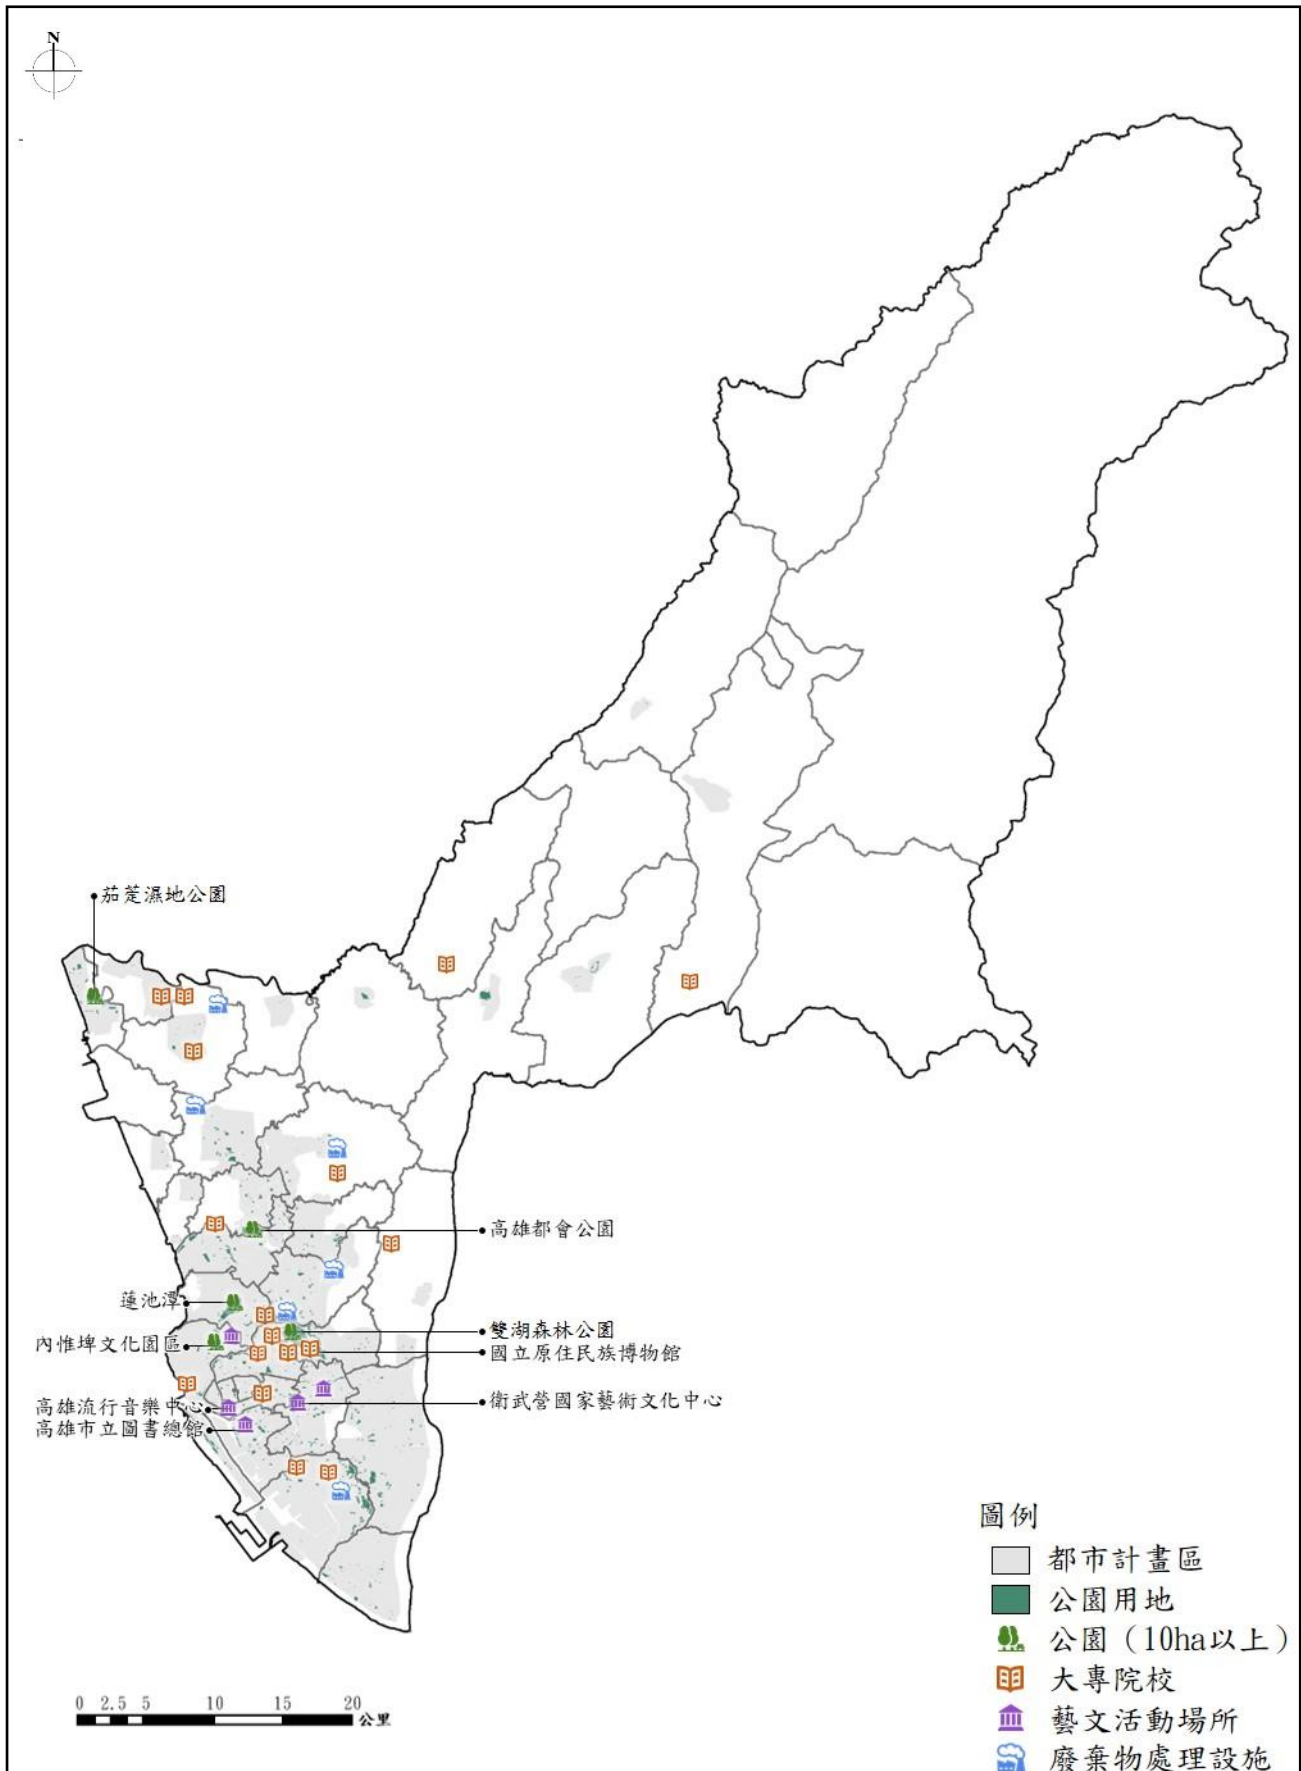 N
茄萣濕地公園
高雄都會公園
蓮池潭
雙湖森林公園
內惟埤文化園區
國立原住民族博物館
衛武營國家藝術文化中心
高雄流行音樂中心
高雄市立圖書總館
圖例
都市計畫區
公園用地
公園（10ha以上）
大專院校
藝文活動場所
廢棄物處理設施
0 2.5 5 10 15 20
公里